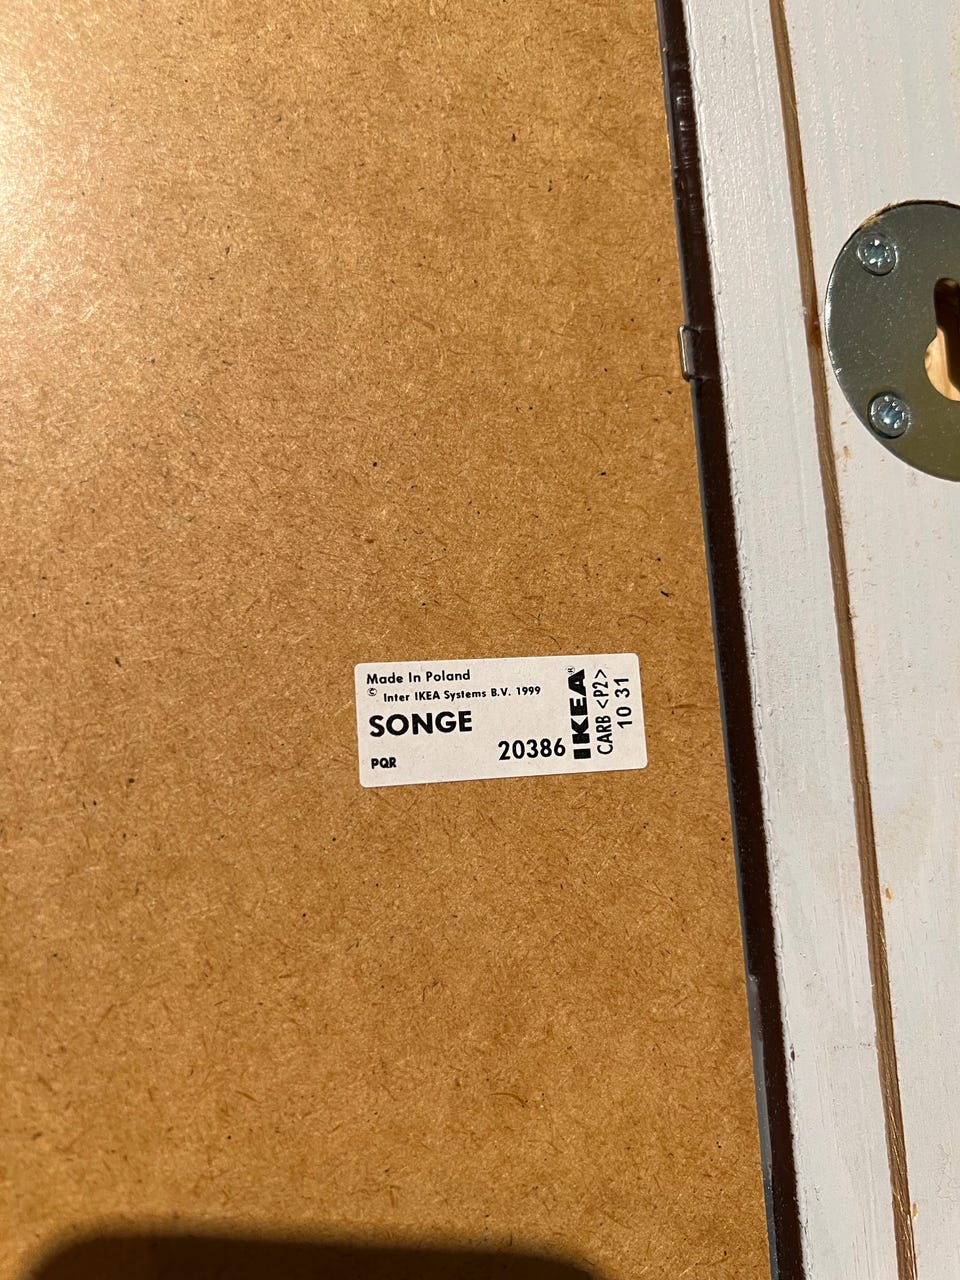 Made In Poland
© Inter IKEA Systems B.V. 1999
SONGE
PQR
20386
IKEA®
CARB <P2>
10 31